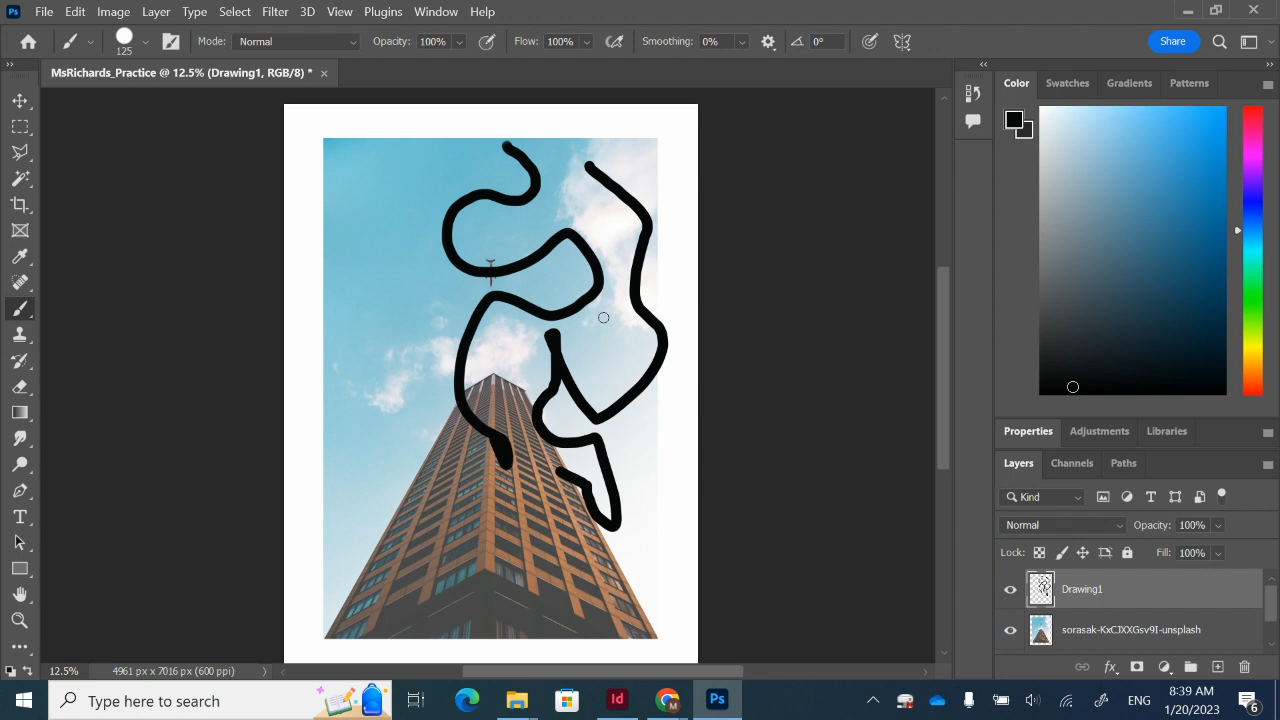 Ps File Edit Image Layer Type Select Filter 3D View Plugins Window Help
125 Mode: Normal Opacity: 100% Flow: 100% Smoothing: 0% 0° Share
MsRichards_Practice @ 12.5% (Drawing1, RGB/8) *
Color Swatches Gradients Patterns
Properties Adjustments Libraries
Layers Channels Paths
Kind
Normal Opacity: 100%
Lock: Fill: 100%
Drawing1
sorasak-KxCJXXGsv9I-unsplash
12.5% 4961 px x 7016 px (600 ppi)
Type here to search Id M Ps ENG 8:39 AM 1/20/2023 6